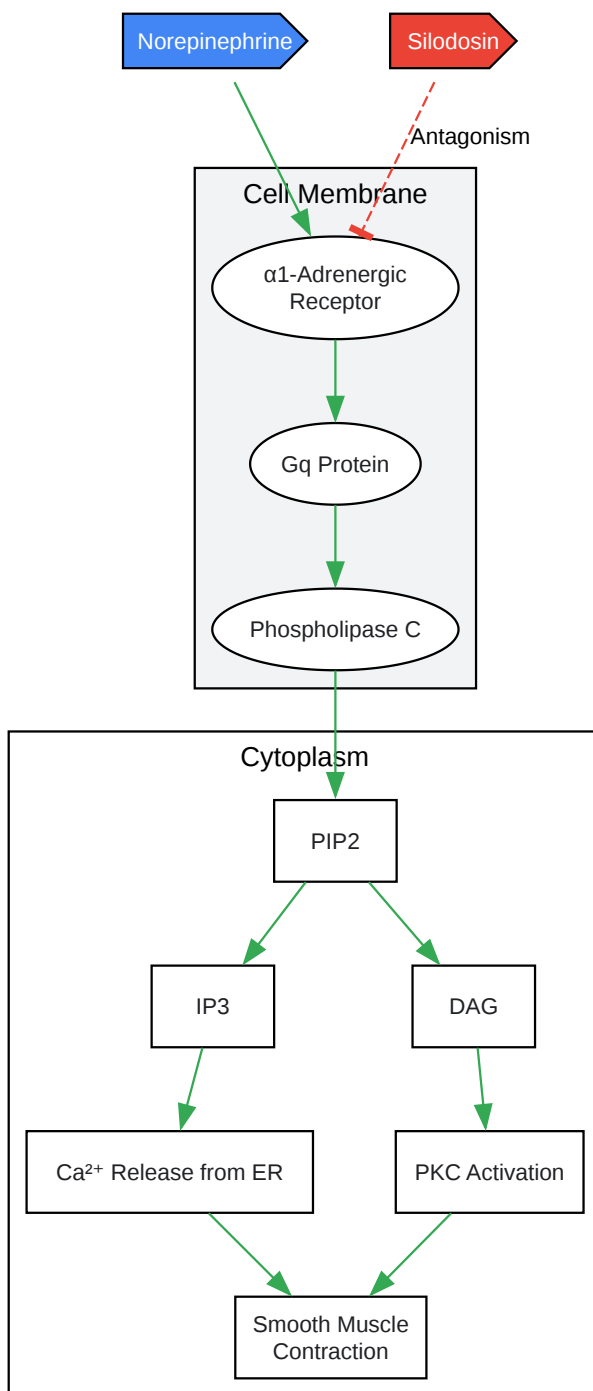 Norepinephrine
Silodosin
Antagonism
Cell Membrane
α1-Adrenergic
Receptor
Gq Protein
Phospholipase C
Cytoplasm
PIP2
IP3
DAG
Ca²⁺ Release from ER
PKC Activation
Smooth Muscle
Contraction